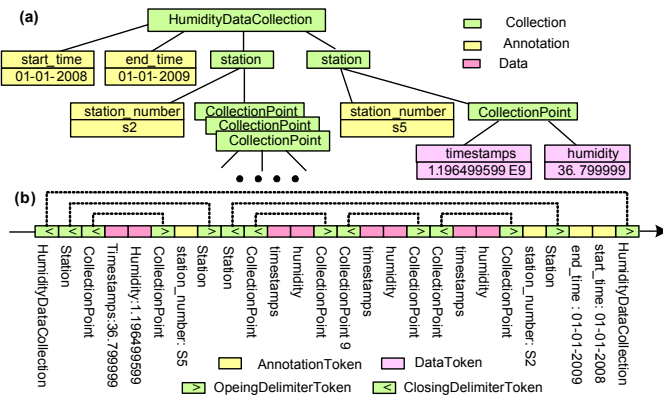 (a)
HumidityDataCollection
Collection
Annotation
Data
start_time
01-01-2008
end_time
01-01-2009
station
station
station_number
s2
CollectionPoint
CollectionPoint
CollectionPoint
station_number
s5
CollectionPoint
timestamps
1.196499599 E9
humidity
36.799999
(b)
< < < > > < < > < > < > > >
HumidityDataCollection
Station
CollectionPoint
Timestamps:36.799999
Humidity:1.196499599
CollectionPoint
station_number: S5
Station
Station
CollectionPoint
timestamps
humidity
CollectionPoint
CollectionPoint 9
timestamps
humidity
CollectionPoint
CollectionPoint
timestamps
humidity
CollectionPoint
station_number: S2
Station
end_time : 01-01-2009
start_time: 01-01-2008
HumidityDataCollection
AnnotationToken
DataToken
> OpeingDelimiterToken
< ClosingDelimiterToken